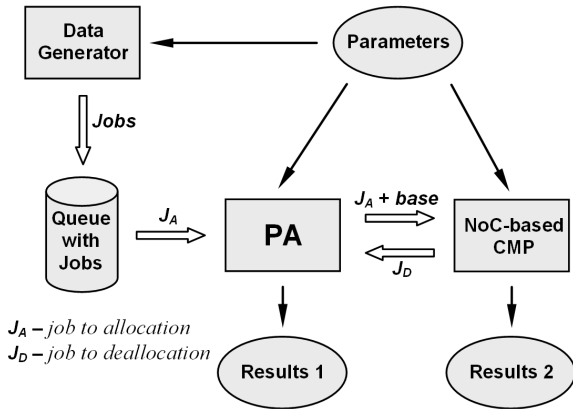 Data
Generator
Parameters
Jobs
Queue
with
Jobs
J_A
PA
J_A + base
J_D
NoC-based
CMP
J_A – job to allocation
J_D – job to deallocation
Results 1
Results 2